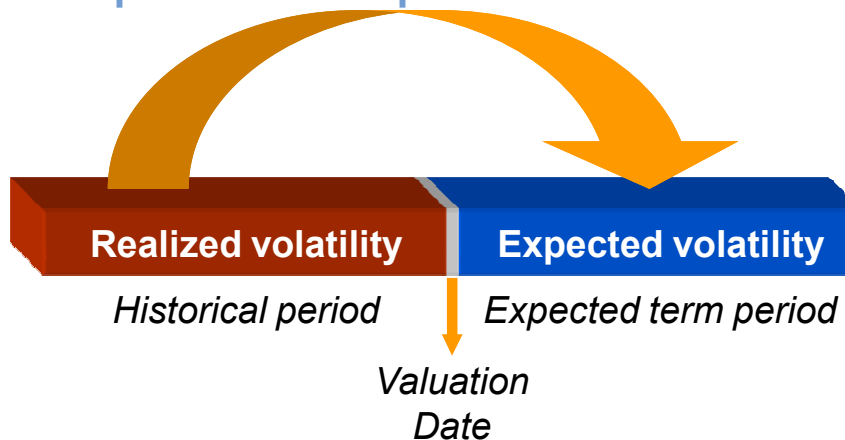 Realized volatility Expected volatility
Historical period Expected term period
Valuation
Date